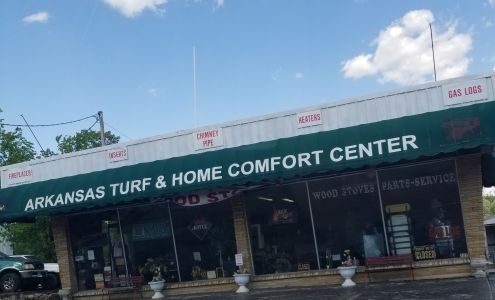 FIREPLACES
INSERTS
CHIMNEY
PIPE
HEATERS
GAS LOGS
ARKANSAS TURF & HOME COMFORT CENTER
WOOD STOVES PARTS-SERVICE